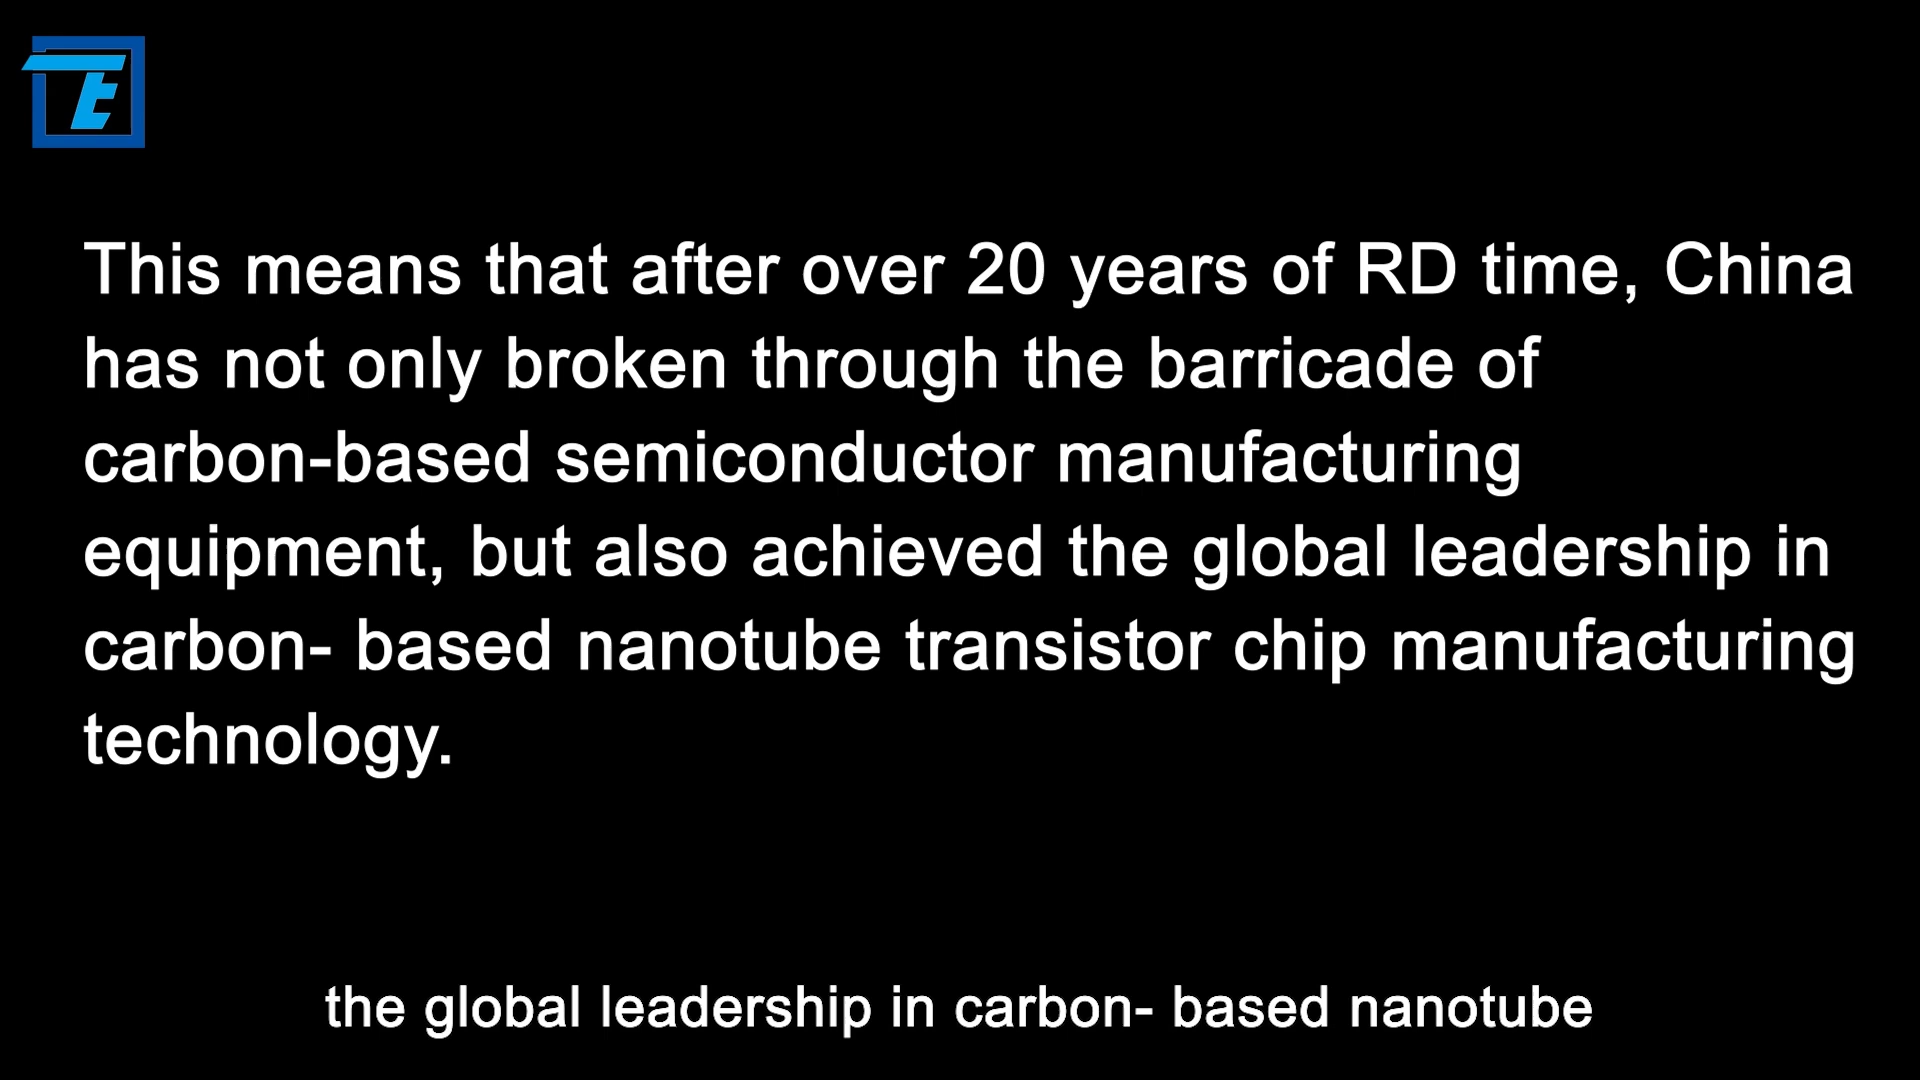 TE
This means that after over 20 years of RD time, China
has not only broken through the barricade of
carbon-based semiconductor manufacturing
equipment, but also achieved the global leadership in
carbon- based nanotube transistor chip manufacturing
technology.
the global leadership in carbon- based nanotube